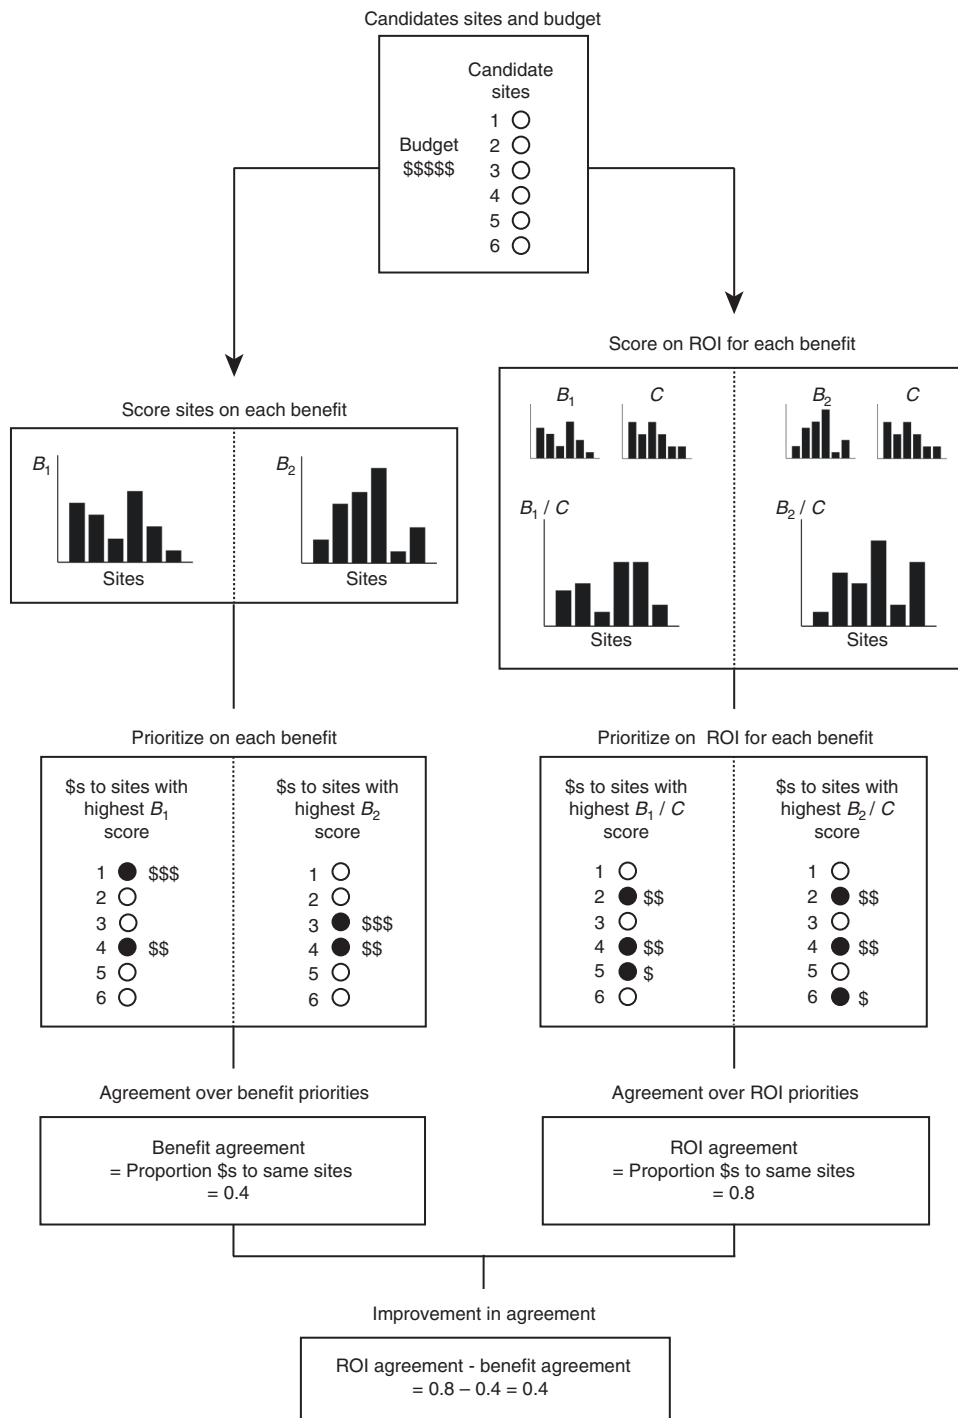 Candidates sites and budget
Candidate
sites
Budget
$$$$$
1
2
3
4
5
6
Score sites on each benefit
B1
Sites
B2
Sites
Score on ROI for each benefit
B1
C
B2
C
B1 / C
Sites
B2 / C
Sites
Prioritize on each benefit
$s to sites with
highest B1
score
1 $$$
2
3
4 $$
5
6
$s to sites with
highest B2
score
1
2
3 $$$
4 $$
5
6
Prioritize on ROI for each benefit
$s to sites with
highest B1 / C
score
1
2 $$
3
4 $$
5 $
6
$s to sites with
highest B2 / C
score
1
2 $$
3
4 $$
5
6 $
Agreement over benefit priorities
Benefit agreement
= Proportion $s to same sites
= 0.4
Agreement over ROI priorities
ROI agreement
= Proportion $s to same sites
= 0.8
Improvement in agreement
ROI agreement - benefit agreement
= 0.8 – 0.4 = 0.4